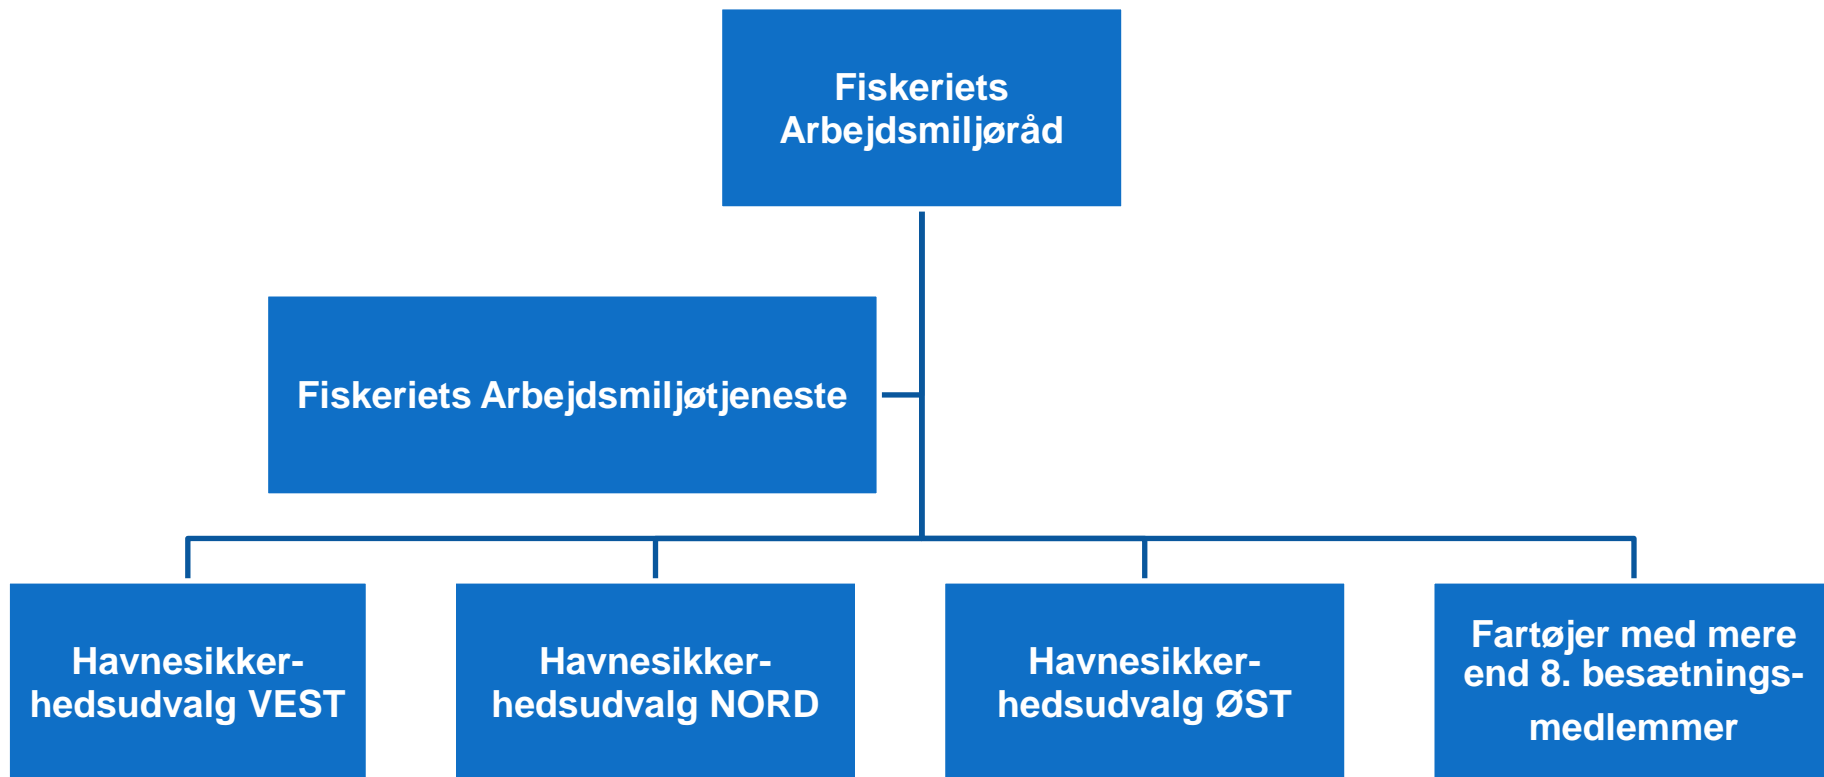 Fiskeriets
Arbejdsmiljøråd
Fiskeriets Arbejdsmiljøtjeneste
Havnesikker-
hedsudvalg VEST
Havnesikker-
hedsudvalg NORD
Havnesikker-
hedsudvalg ØST
Fartøjer med mere
end 8. besætnings-
medlemmer